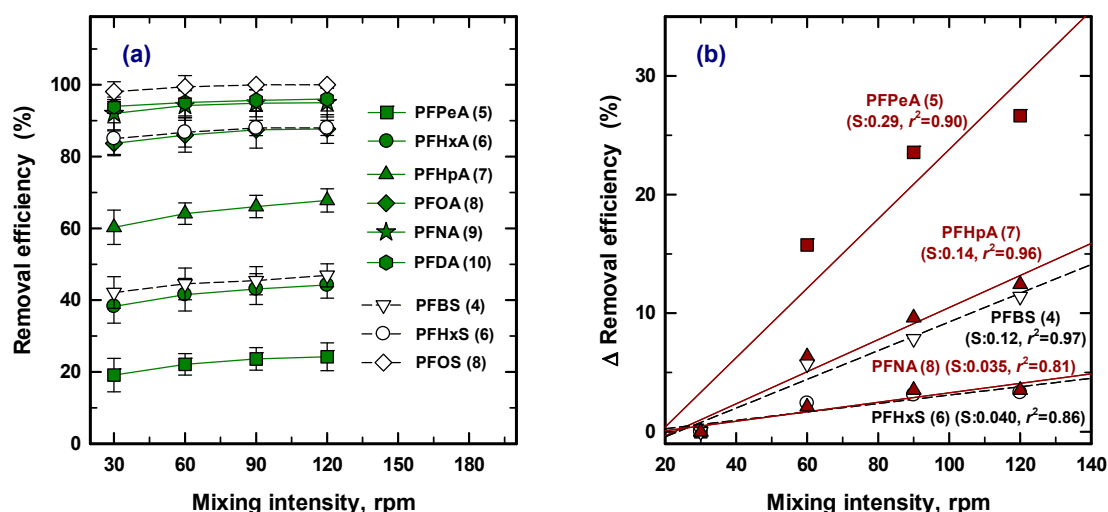 (a)
Removal efficiency (%)
100
80
60
40
20
0
30
60
90
120
150
180
Mixing intensity, rpm
PFPeA (5)
PFHxA (6)
PFHpA (7)
PFOA (8)
PFNA (9)
PFDA (10)
PFBS (4)
PFHxS (6)
PFOS (8)
(b)
Δ Removal efficiency (%)
30
20
10
0
20
40
60
80
100
120
140
Mixing intensity, rpm
PFPeA (5)
(S:0.29, r²=0.90)
PFHpA (7)
(S:0.14, r²=0.96)
PFBS (4)
(S:0.12, r²=0.97)
PFNA (8) (S:0.035, r²=0.81)
PFHxS (6) (S:0.040, r²=0.86)